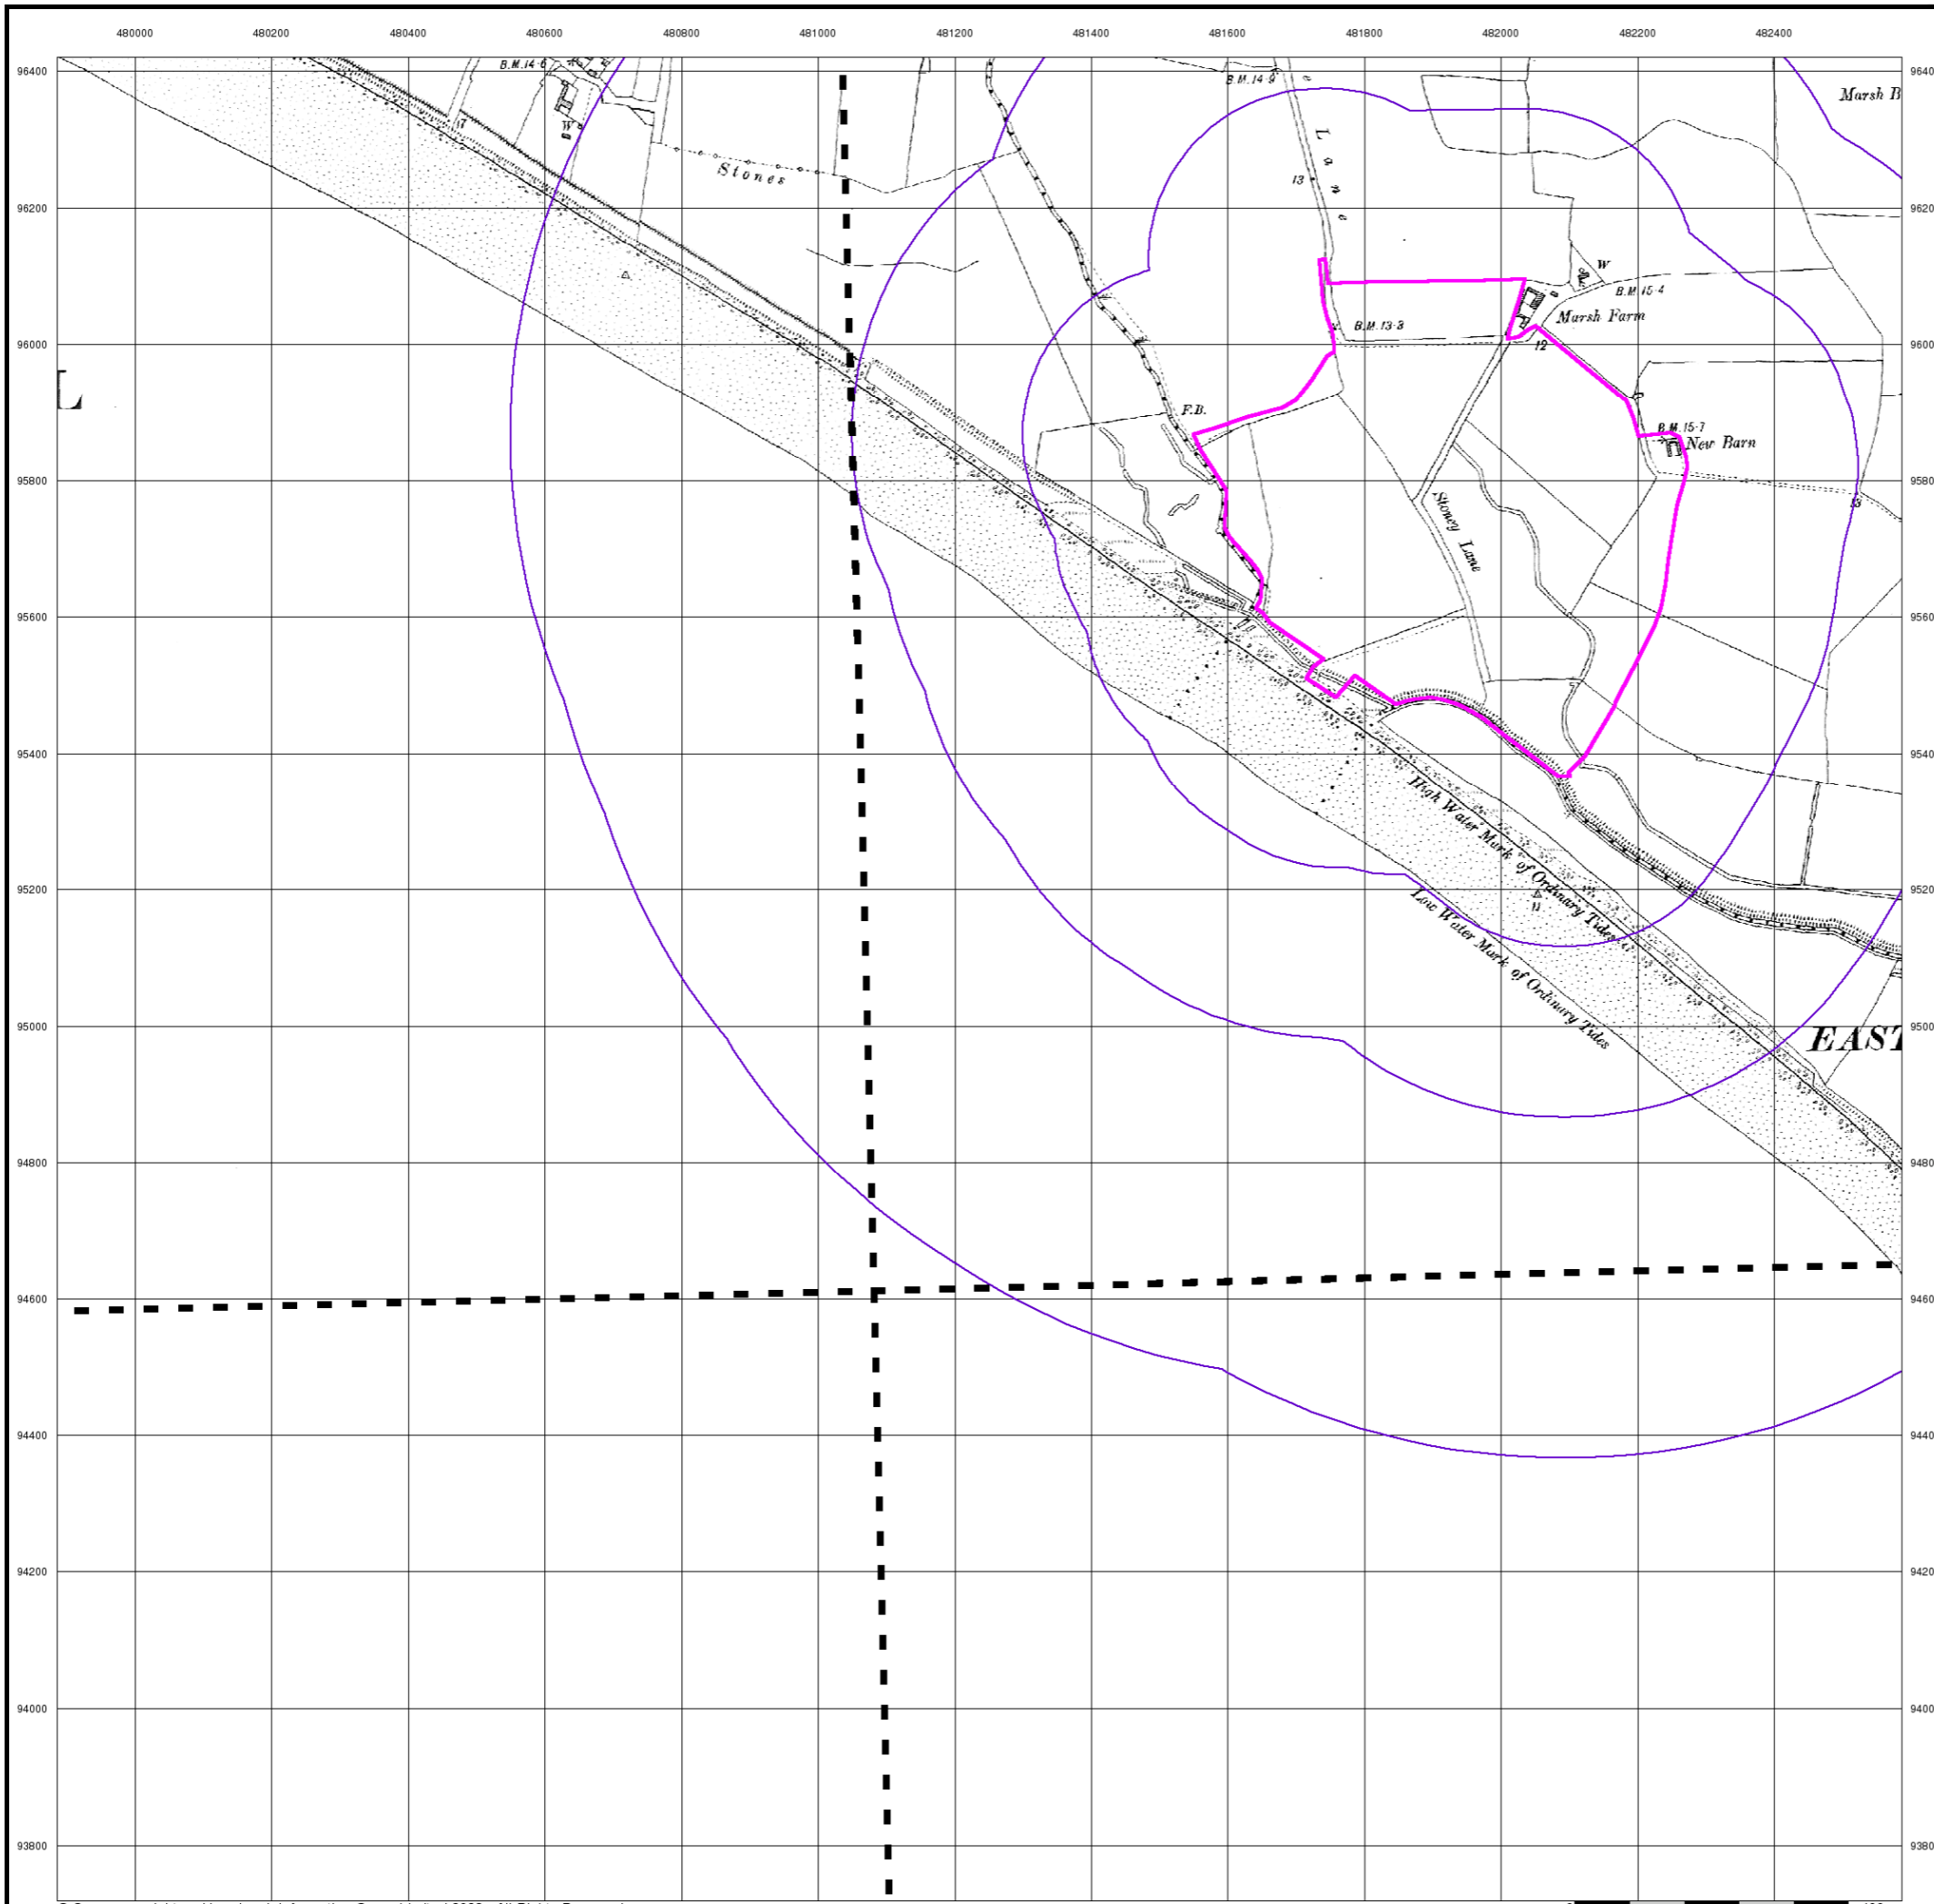 480000 480200 480400 480600 480800 481000 481200 481400 481600 481800 482000 482200 482400
96400
B.M.14·6
B.M.14·9
Marsh B
17
W
Stones
Lane
13
96200
W
B.M.15·4
Marsh Farm
B.M.13·3
12
96000
L
F.B.
B.M.15·7
New Barn
95800
13
Stoney Lane
95600
95400
High Water Mark of Ordinary Tides
95200
11
Low Water Mark of Ordinary Tides
95000
EAST
94800
94600
94400
94200
94000
93800